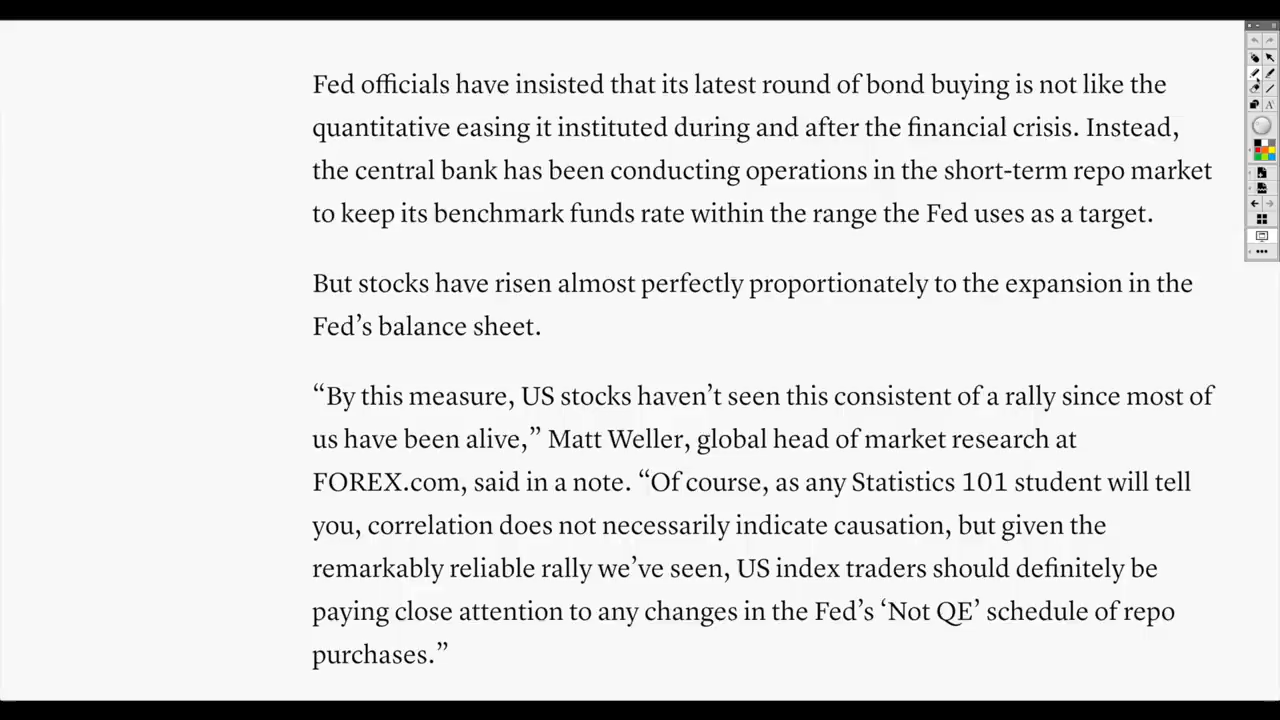 Fed officials have insisted that its latest round of bond buying is not like the
quantitative easing it instituted during and after the financial crisis. Instead,
the central bank has been conducting operations in the short-term repo market
to keep its benchmark funds rate within the range the Fed uses as a target.
But stocks have risen almost perfectly proportionately to the expansion in the
Fed’s balance sheet.
“By this measure, US stocks haven’t seen this consistent of a rally since most of
us have been alive,” Matt Weller, global head of market research at
FOREX.com, said in a note. “Of course, as any Statistics 101 student will tell
you, correlation does not necessarily indicate causation, but given the
remarkably reliable rally we’ve seen, US index traders should definitely be
paying close attention to any changes in the Fed’s ‘Not QE’ schedule of repo
purchases.”